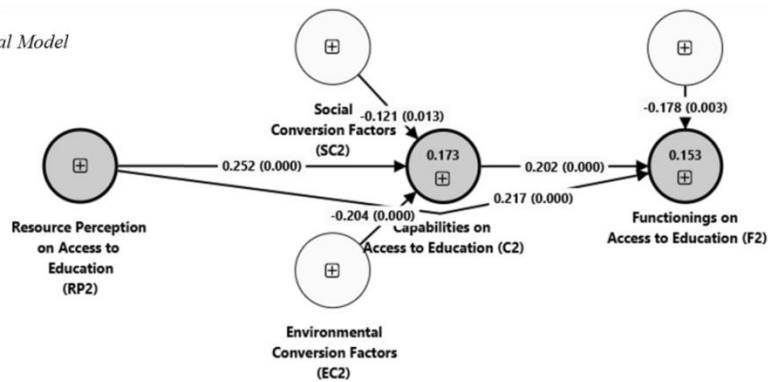 al Model
Social
Conversion Factors
(SC2)
-0.121 (0.013)
-0.178 (0.003)
0.252 (0.000)
0.173
0.202 (0.000)
0.153
0.217 (0.000)
-0.204 (0.000)
Resource Perception
on Access to
Education
(RP2)
Capabilities on
Access to Education (C2)
Functionings on
Access to Education (F2)
Environmental
Conversion Factors
(EC2)